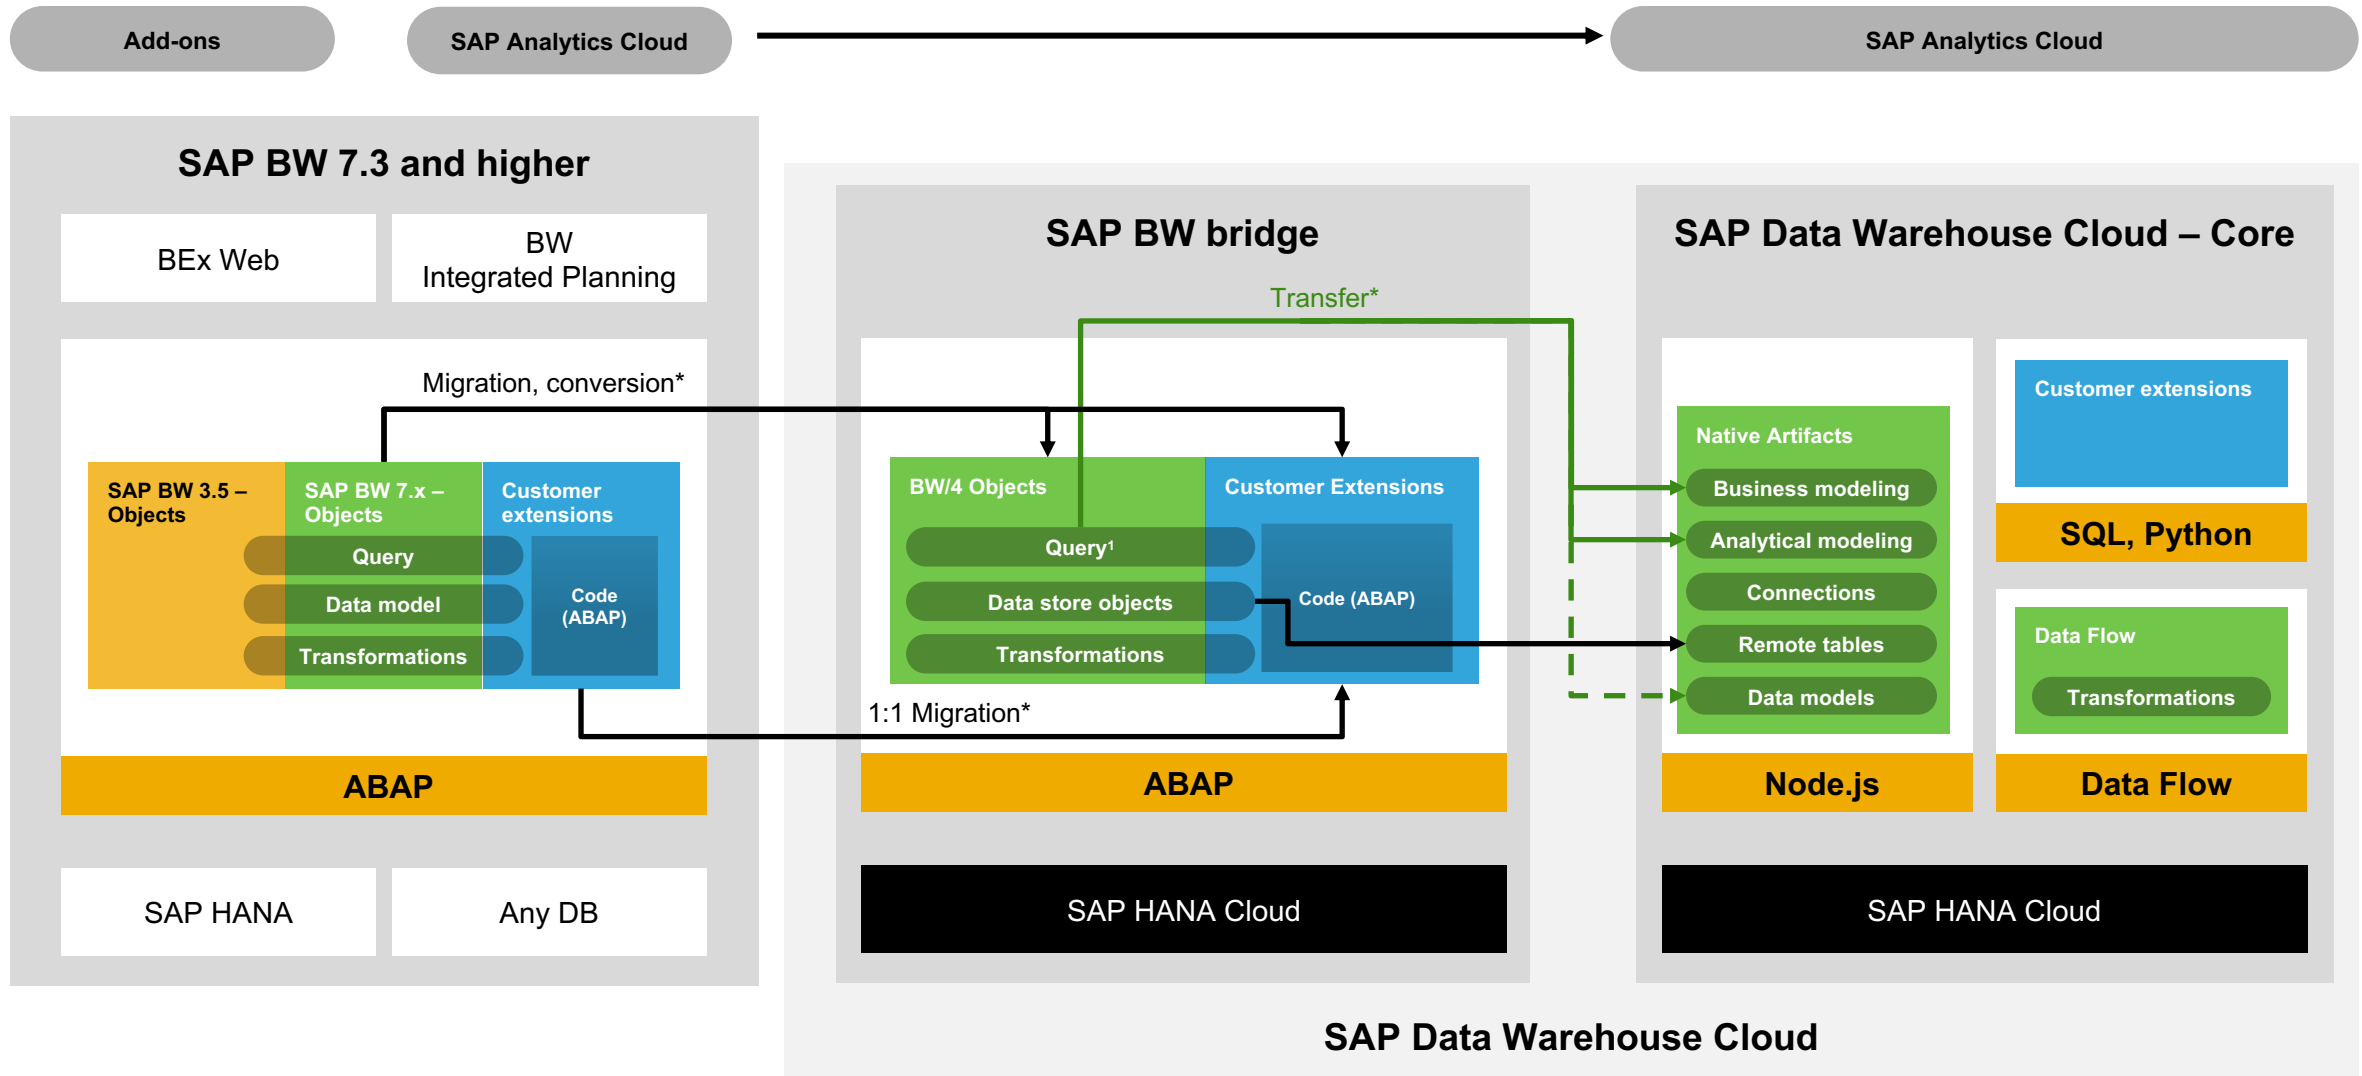 Add-ons
SAP Analytics Cloud
SAP Analytics Cloud
SAP BW 7.3 and higher
BEx Web
BW
Integrated Planning
Migration, conversion*
SAP BW 3.5 –
Objects
SAP BW 7.x –
Objects
Customer
extensions
Query
Data model
Transformations
Code
(ABAP)
ABAP
SAP HANA
Any DB
1:1 Migration*
SAP BW bridge
Transfer*
BW/4 Objects
Customer Extensions
Query¹
Data store objects
Transformations
Code (ABAP)
ABAP
SAP HANA Cloud
SAP Data Warehouse Cloud – Core
Native Artifacts
Business modeling
Analytical modeling
Connections
Remote tables
Data models
Node.js
Customer extensions
SQL, Python
Data Flow
Transformations
Data Flow
SAP HANA Cloud
SAP Data Warehouse Cloud